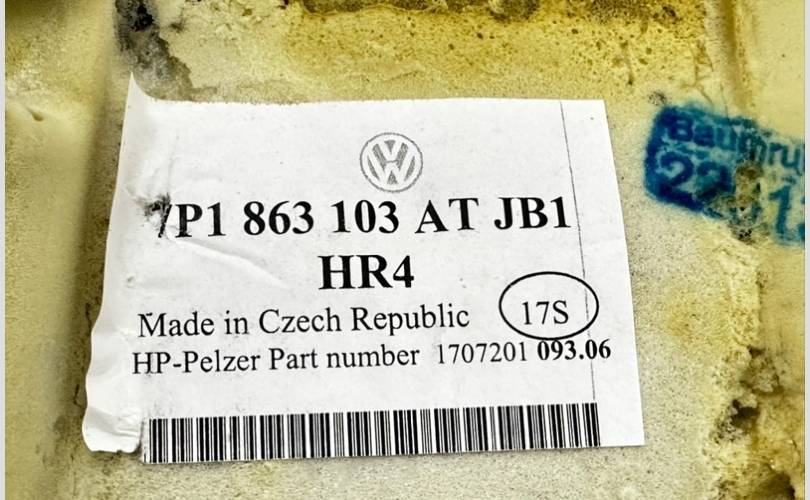 7P1 863 103 AT JB1
HR4
Made in Czech Republic
17S
HP-Pelzer Part number 1707201 093.06